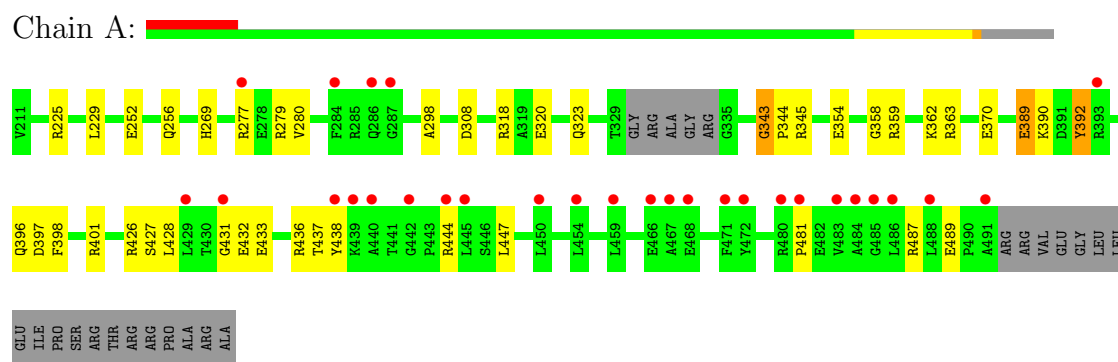 Chain A:
V211 R225 L229 E252 Q256 H269 R277 E278 R279 V280 F284 R285 Q286 G287 A298 D308 R318 A319 E320 Q323 T329 GLY ARG ALA GLY ARG G335 G343 P344 R345 E354 G358 R359 K362 R363 E370 E389 K390 D391 Y392 R393
Q396 D397 F398 R401 R426 S427 L428 L429 T430 G431 E432 E433 R436 T437 Y438 K439 A440 T441 G442 P443 R444 L445 S446 L447 L450 L454 L459 E466 A467 E468 F471 Y472 R480 P481 E482 V483 A484 G485 L486 R487 L488 E489 P490 A491 ARG ARG VAL GLU GLY LEU LEU
GLU ILE PRO SER ARG THR ARG ARG PRO ALA ARG ALA